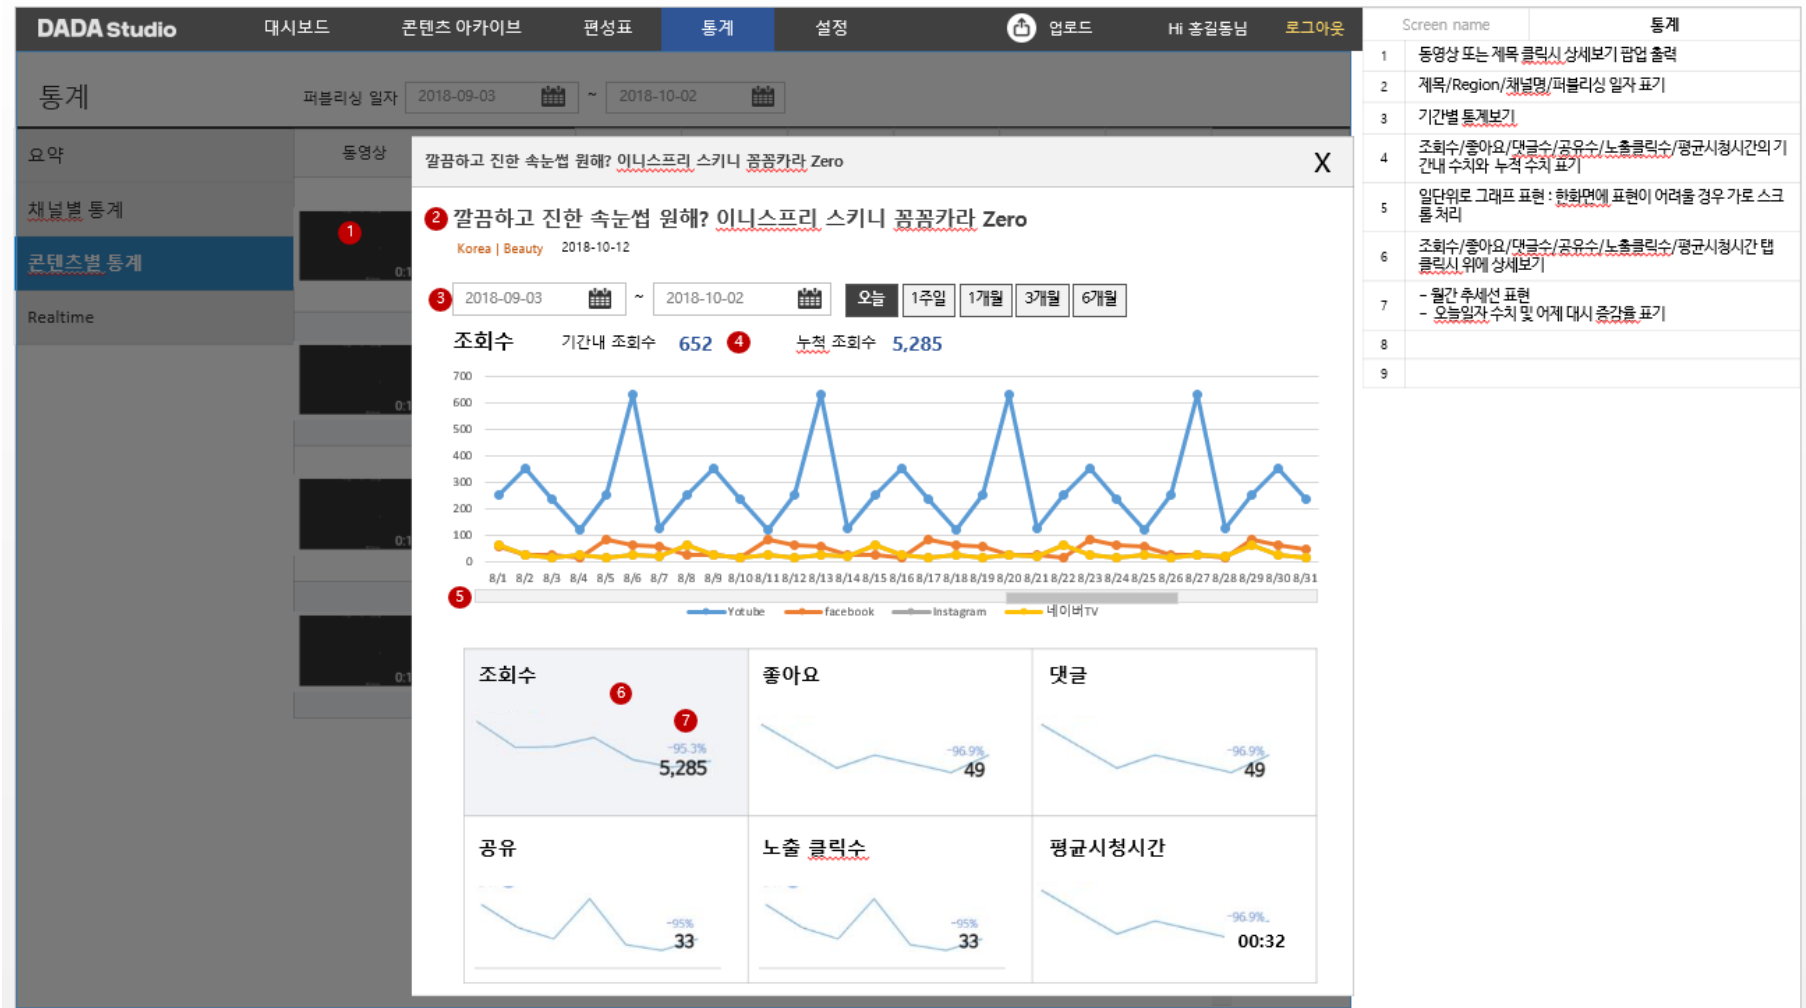 DADA Studio 대시보드 콘텐츠 아카이브 편성표 통계 설정 업로드 Hi 홍길동님 로그아웃
통계 퍼블리싱 일자 2018-09-03 ~ 2018-10-02
요약
채널별 통계
콘텐츠별 통계
Realtime
동영상
1
깔끔하고 진한 속눈썹 원해? 이니스프리 스키니 꼼꼼카라 Zero X
2 깔끔하고 진한 속눈썹 원해? 이니스프리 스키니 꼼꼼카라 Zero
Korea | Beauty 2018-10-12
3 2018-09-03 ~ 2018-10-02 오늘 1주일 1개월 3개월 6개월
조회수 기간내 조회수 652 4 누척 조회수 5,285
700
600
500
400
300
200
100
0
8/1 8/2 8/3 8/4 8/5 8/6 8/7 8/8 8/9 8/10 8/11 8/12 8/13 8/14 8/15 8/16 8/17 8/18 8/19 8/20 8/21 8/22 8/23 8/24 8/25 8/26 8/27 8/28 8/29 8/30 8/31
5
Yotube facebook Instagram 네이버TV
조회수
6
7
-95.3%
5,285
좋아요
-96.9%
49
댓글
-96.9%
49
공유
-95%
33
노출 클릭수
-95%
33
평균시청시간
-96.9%
00:32
Screen name 통계
1 동영상 또는 제목 클릭시 상세보기 팝업 출력
2 제목/Region/채널명/퍼블리싱 일자 표기
3 기간별 통계보기
4 조회수/좋아요/댓글수/공유수/노출클릭수/평균시청시간의 기
간내 수치와 누적 수치 표기
5 일단위로 그래프 표현 : 한화면에 표현이 어려울 경우 가로 스크
롤 처리
6 조회수/좋아요/댓글수/공유수/노출클릭수/평균시청시간 탭
클릭시 위에 상세보기
7 - 월간 추세선 표현
- 오늘일자 수치 및 어제 대시 증감율 표기
8
9